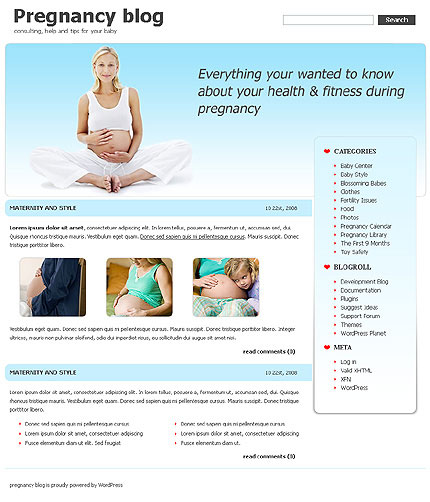 Pregnancy blog
consulting, help and tips for your baby
Search
Everything your wanted to know
about your health & fitness during
pregnancy
MATERNITY AND STYLE
Lorem ipsum dolor sit amet, consectetuer adipiscing elit. In lorem tellus, posuere a, fermentum ut, accumsan sed, dui.
Quisque rhoncus tristique mauris. Vestibulum eget quam. Donec sed sapien quis mi pellentesque cursus. Mauris suscipit. Donec
tristique porttitor libero.
Vestibulum eget quam. Donec sed sapien quis mi pellentesque cursus. Mauris suscipit. Donec tristique porttitor libero. Integer
ultrices, mauris non pulvinar eleifend, odio dui imperdiet risus, eu sollicitudin dui augue sit amet nisi.
read comments (3)
MATERNITY AND STYLE
Lorem ipsum dolor sit amet, consectetuer adipiscing elit. In lorem tellus, posuere a, fermentum ut, accumsan sed, dui. Quisque
rhoncus tristique mauris. Vestibulum eget quam. Donec sed sapien quis mi pellentesque cursus. Mauris suscipit. Donec tristique
porttitor libero.
Donec sed sapien quis mi pellentesque cursus
Lorem ipsum dolor sit amet, consectetuer adipiscing
Fusce elementum diam ut elit. Sed feugiat
Donec sed sapien quis mi pellentesque cursus
Lorem ipsum dolor sit amet, consectetuer
Fusce elementum diam ut.
read comments (3)
CATEGORIES
Baby Center
Baby Style
Blossoming Babes
Clothes
Fertility Issues
Food
Photos
Pregnancy Calendar
Pregnancy Library
The First 9 Months
Toy Safety
BLOGROLL
Development Blog
Documentation
Plugins
Suggest Ideas
Support Forum
Themes
WordPress Planet
META
Log in
Valid XHTML
XFN
WordPress
pregnancy blog is proudly powered by WordPress